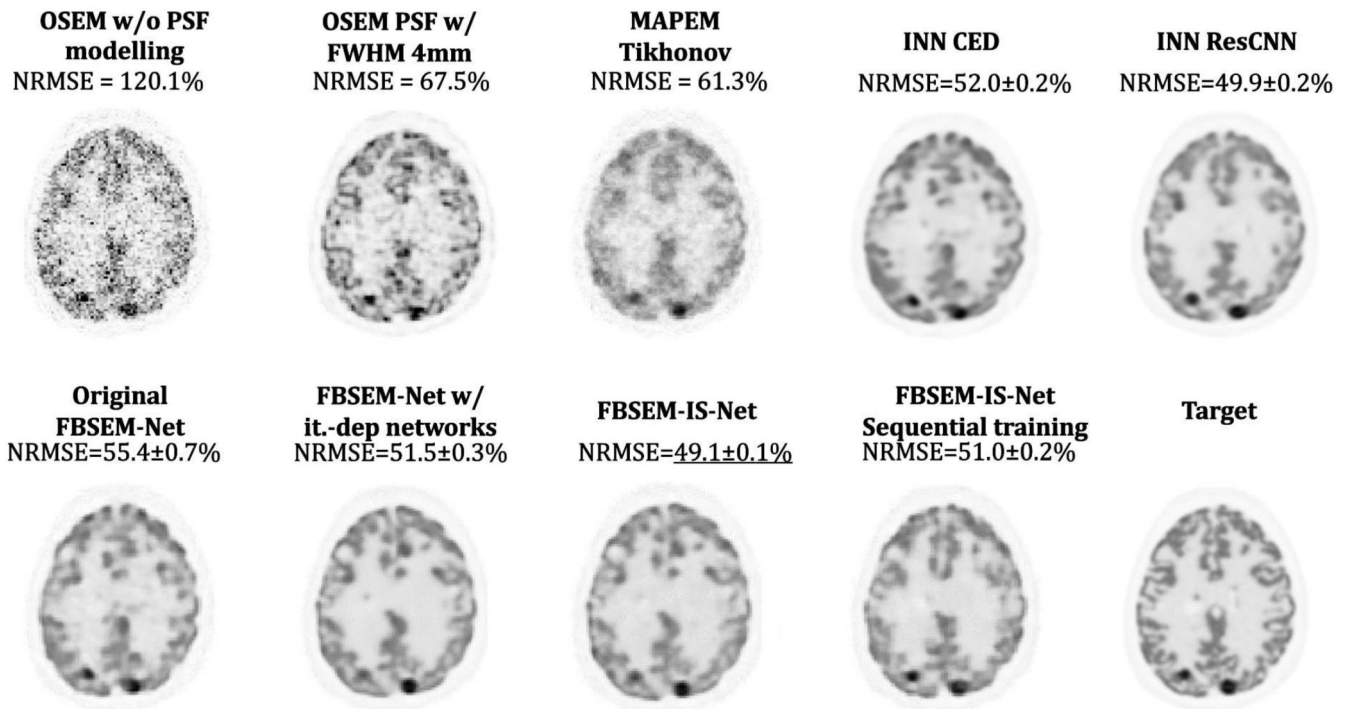 OSEM w/o PSF
modelling
NRMSE = 120.1%
OSEM PSF w/
FWHM 4mm
NRMSE = 67.5%
MAPEM
Tikhonov
NRMSE = 61.3%
INN CED
NRMSE=52.0±0.2%
INN ResCNN
NRMSE=49.9±0.2%
Original
FBSEM-Net
NRMSE=55.4±0.7%
FBSEM-Net w/
it.-dep networks
NRMSE=51.5±0.3%
FBSEM-IS-Net
NRMSE=49.1±0.1%
FBSEM-IS-Net
Sequential training
NRMSE=51.0±0.2%
Target